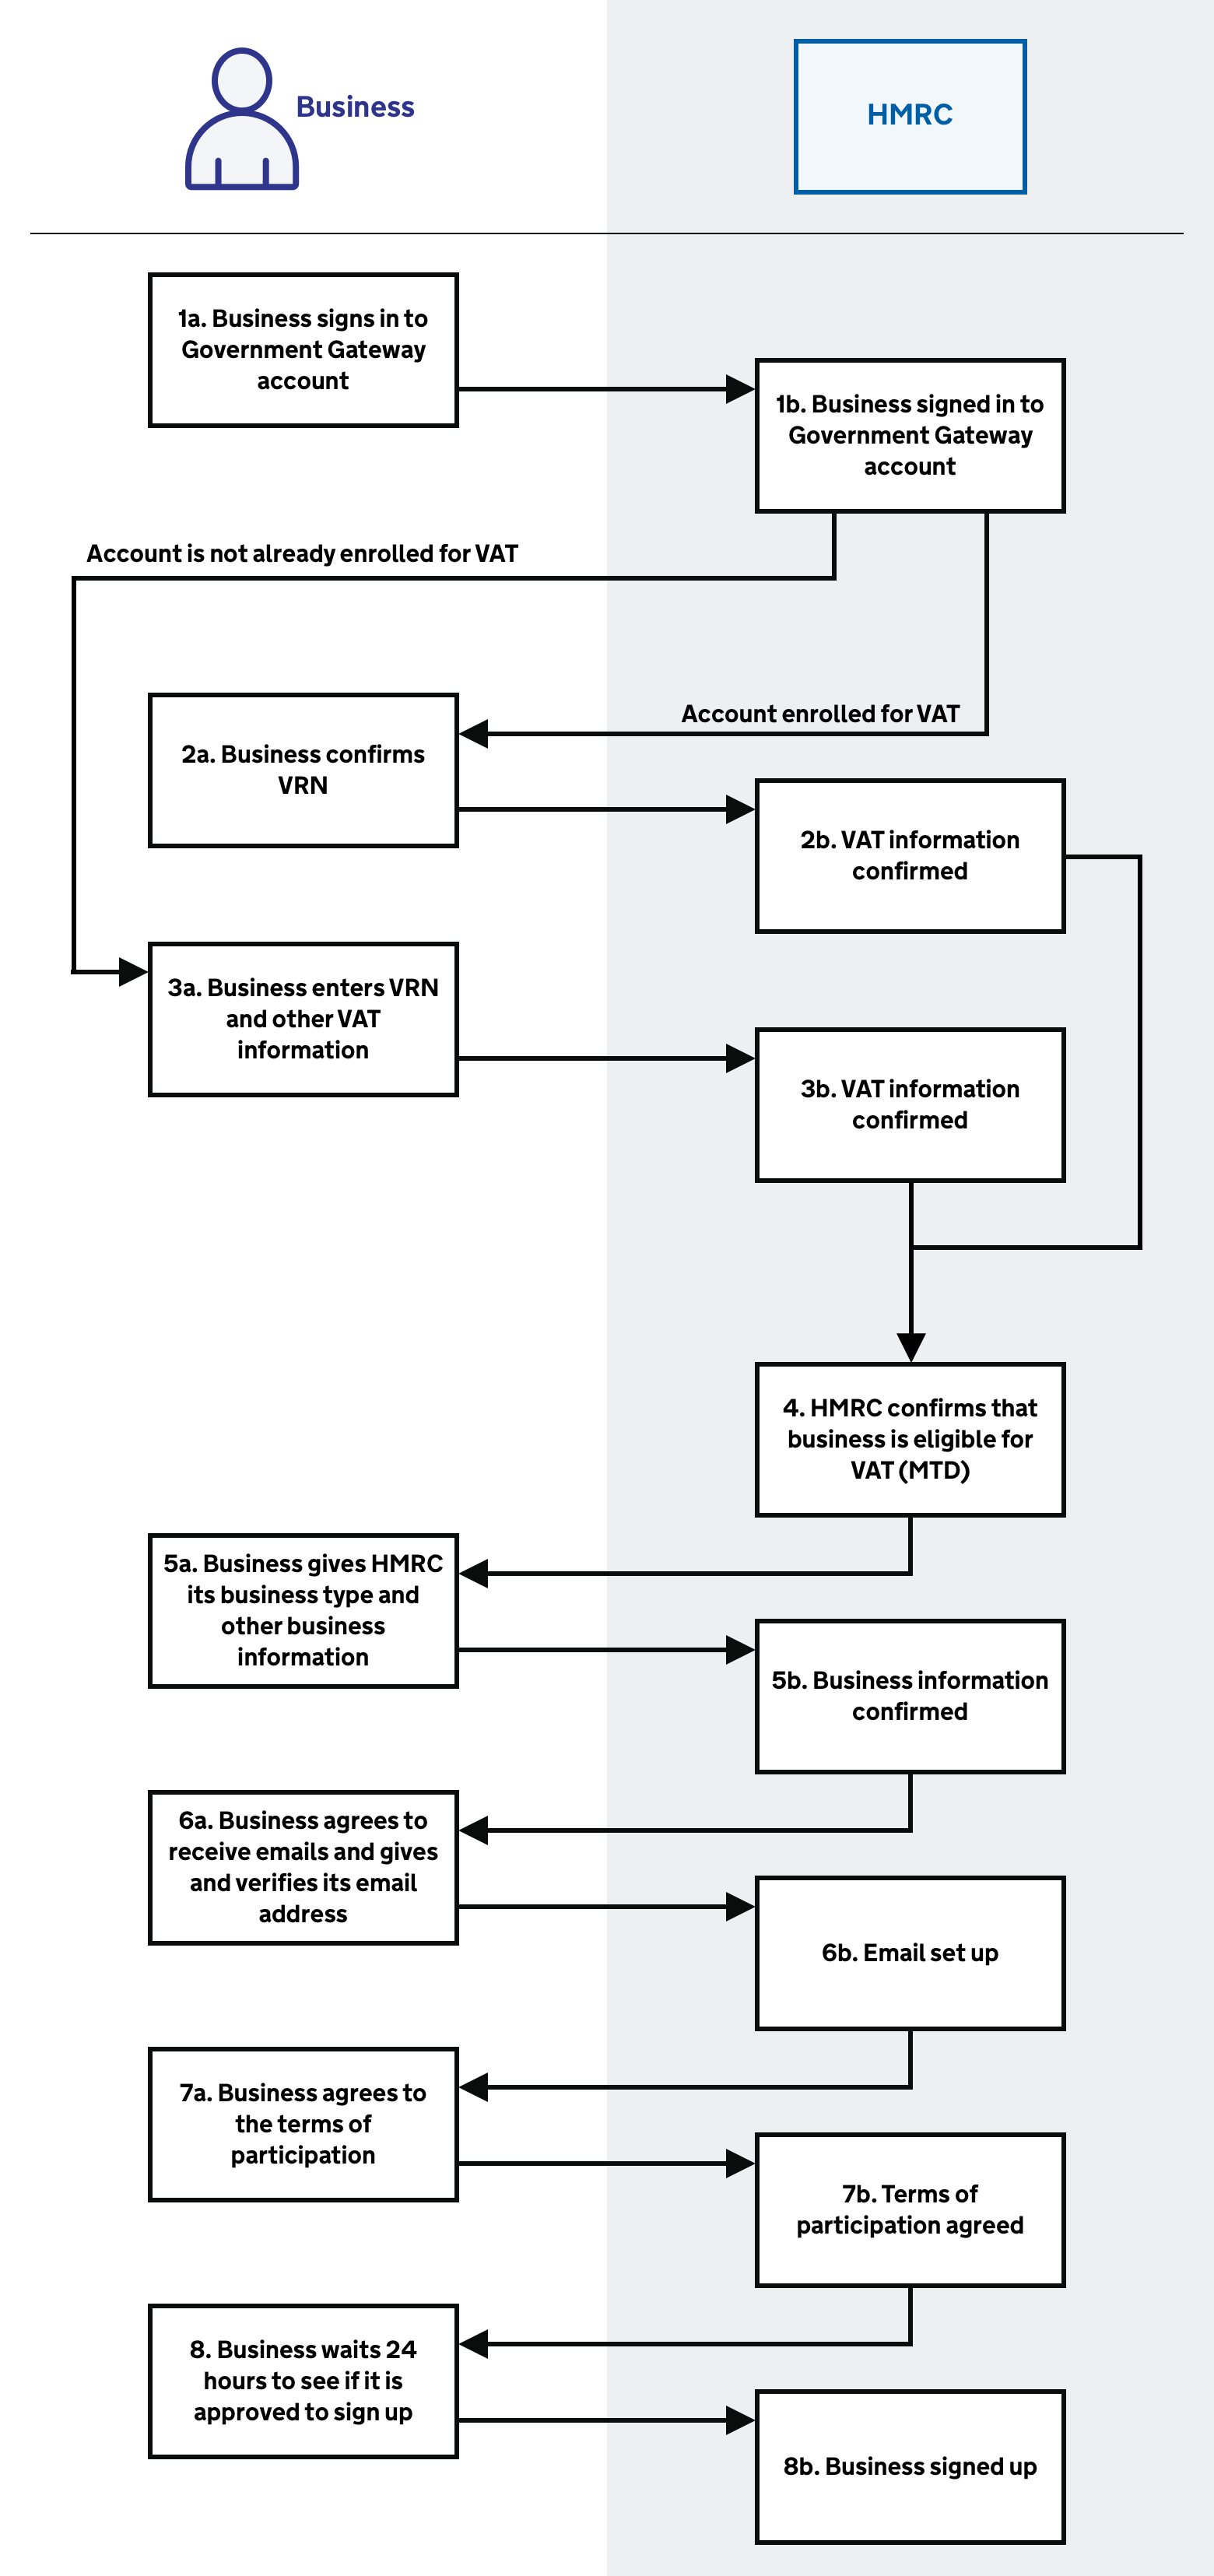 Business
HMRC
1a. Business signs in to
Government Gateway
account
1b. Business signed in to
Government Gateway
account
Account is not already enrolled for VAT
Account enrolled for VAT
2a. Business confirms
VRN
2b. VAT information
confirmed
3a. Business enters VRN
and other VAT
information
3b. VAT information
confirmed
4. HMRC confirms that
business is eligible for
VAT (MTD)
5a. Business gives HMRC
its business type and
other business
information
5b. Business information
confirmed
6a. Business agrees to
receive emails and gives
and verifies its email
address
6b. Email set up
7a. Business agrees to
the terms of
participation
7b. Terms of
participation agreed
8. Business waits 24
hours to see if it is
approved to sign up
8b. Business signed up